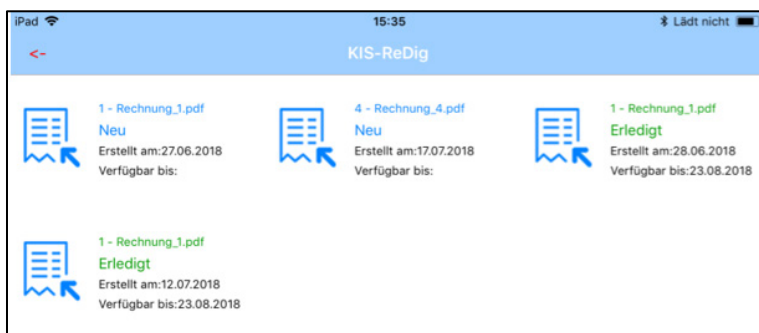 iPad 15:35 Lädt nicht
<- KIS-ReDig
1 - Rechnung_1.pdf
Neu
Erstellt am:27.06.2018
Verfügbar bis:
4 - Rechnung_4.pdf
Neu
Erstellt am:17.07.2018
Verfügbar bis:
1 - Rechnung_1.pdf
Erledigt
Erstellt am:28.06.2018
Verfügbar bis:23.08.2018
1 - Rechnung_1.pdf
Erledigt
Erstellt am:12.07.2018
Verfügbar bis:23.08.2018